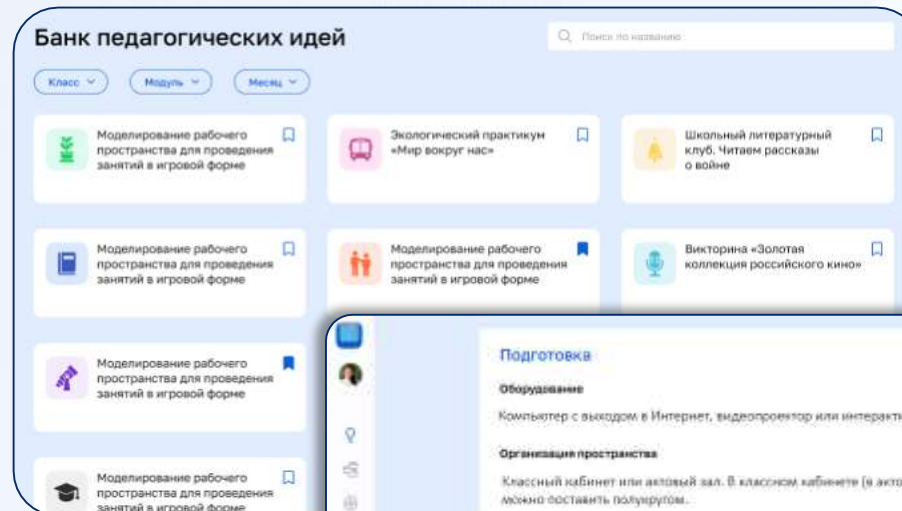 Банк педагогических идей
Поиск по названию
Класс
Модуль
Месяц
Моделирование рабочего
пространства для проведения
занятий в игровой форме
Экологический практикум
«Мир вокруг нас»
Школьный литературный
клуб. Читаем рассказы
о войне
Моделирование рабочего
пространства для проведения
занятий в игровой форме
Моделирование рабочего
пространства для проведения
занятий в игровой форме
Викторина «Золотая
коллекция российского кино»
Моделирование рабочего
пространства для проведения
занятий в игровой форме
Моделирование рабочего
пространства для проведения
занятий в игровой форме
Подготовка
Оборудование
Компьютер с выходом в Интернет, видеопроектор или интеракти
Организация пространства
Классный кабинет или актовый зал. В классном кабинете (в акто
можно поставить полукругом.